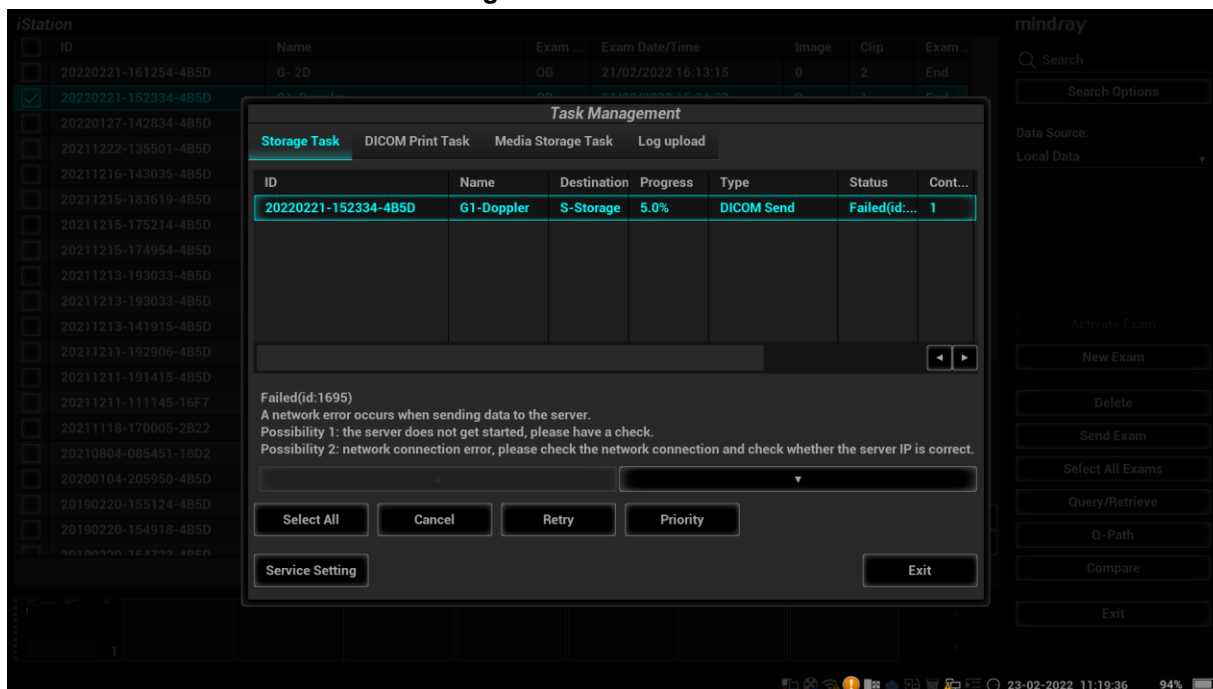 iStation
mindray
ID Name Exam ... Exam Date/Time Image Clip Exam ..
20220221-161254-4B5D G- 2D OB 21/02/2022 16:13:15 0 2 End
20220221-152334-4B5D
20220127-142834-4B5D
20211222-135501-4B5D
20211216-143035-4B5D
20211215-183619-4B5D
20211215-175214-4B5D
20211215-174954-4B5D
20211213-193033-4B5D
20211213-193033-4B5D
20211213-141915-4B5D
20211211-192906-4B5D
20211211-191415-4B5D
20211211-111145-16F7
20211118-170005-2B22
20210804-085451-18D2
20200104-205950-4B5D
20190220-155124-4B5D
20190220-154918-4B5D
Task Management
Storage Task DICOM Print Task Media Storage Task Log upload
ID Name Destination Progress Type Status Cont...
20220221-152334-4B5D G1-Doppler S-Storage 5.0% DICOM Send Failed(id:... 1
Failed(id:1695)
A network error occurs when sending data to the server.
Possibility 1: the server does not get started, please have a check.
Possibility 2: network connection error, please check the network connection and check whether the server IP is correct.
Select All Cancel Retry Priority
Service Setting Exit
Search
Search Options
Data Source:
Local Data
Activate Exam
New Exam
Delete
Send Exam
Select All Exams
Query/Retrieve
Q-Path
Compare
Exit
1
23-02-2022 11:19:36 94%